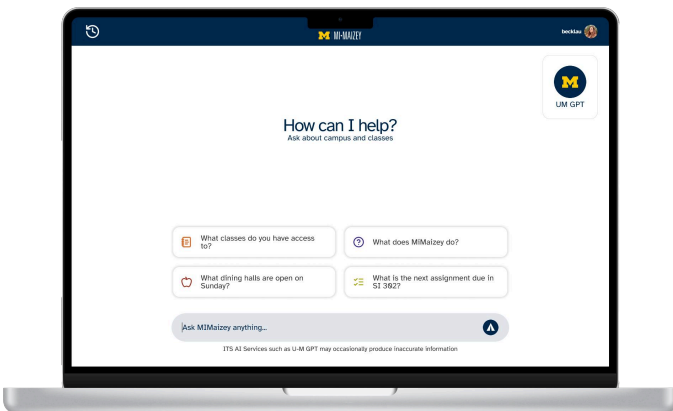 M MI-MAIZEY
becklau
M
UM GPT
How can I help?
Ask about campus and classes
What classes do you have access
to?
What does MiMaizey do?
What dining halls are open on
Sunday?
What is the next assignment due in
SI 302?
Ask MIMaizey anything...
ITS AI Services such as U-M GPT may occasionally produce inaccurate information